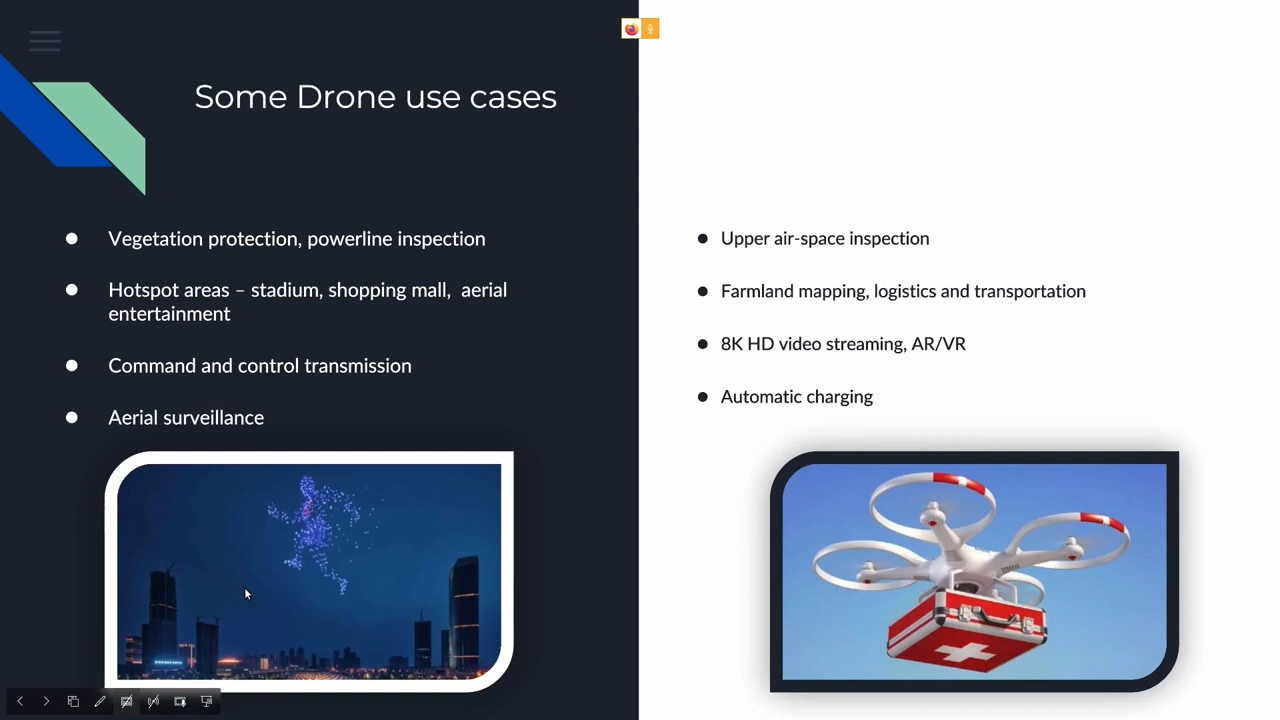 Some Drone use cases
Vegetation protection, powerline inspection
Hotspot areas – stadium, shopping mall, aerial
entertainment
Command and control transmission
Aerial surveillance
Upper air-space inspection
Farmland mapping, logistics and transportation
8K HD video streaming, AR/VR
Automatic charging